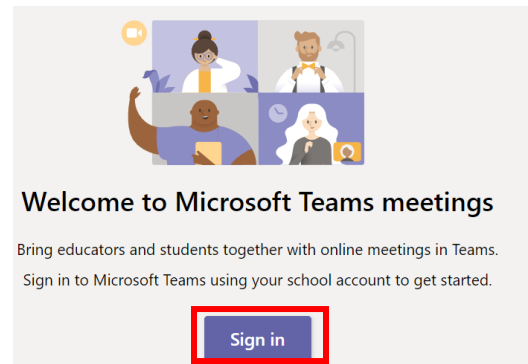 Welcome to Microsoft Teams meetings
Bring educators and students together with online meetings in Teams.
Sign in to Microsoft Teams using your school account to get started.
Sign in